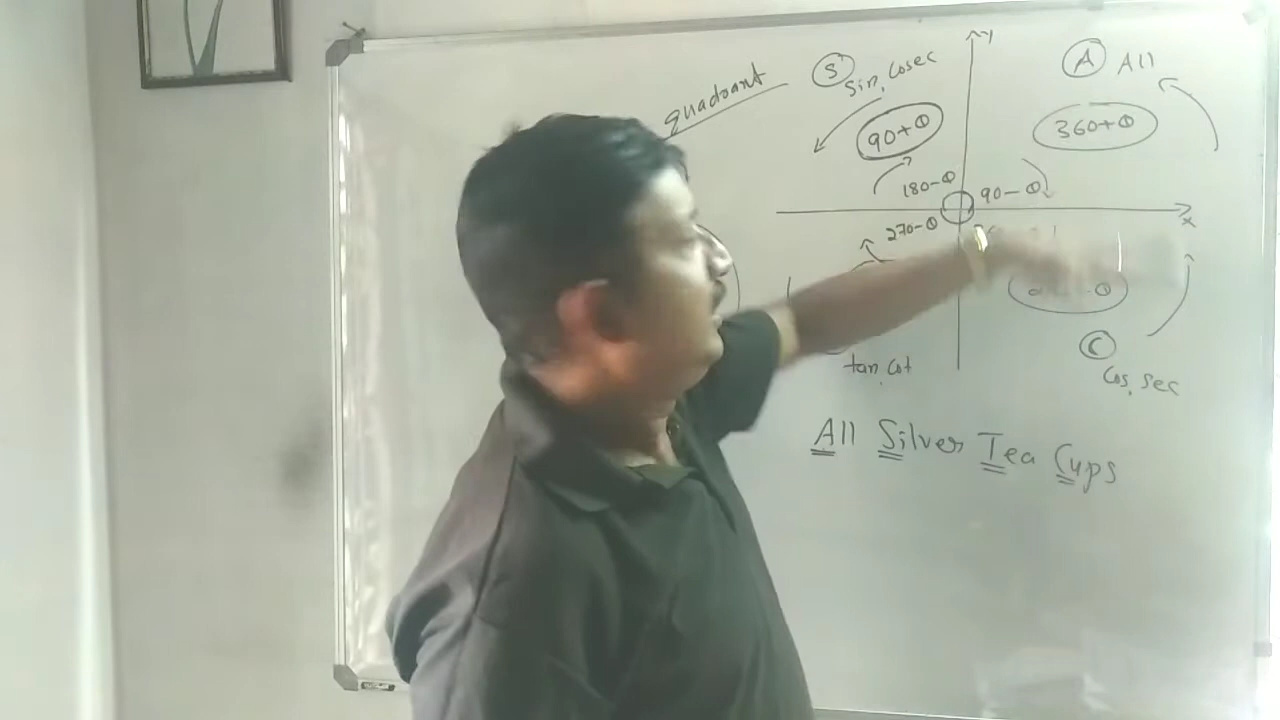 quadrant
S
sin, cosec
90+θ
180-θ
y
A All
360+θ
90-θ
x
270-θ
tan, cot
C
cos, sec
All Silver Tea Cups